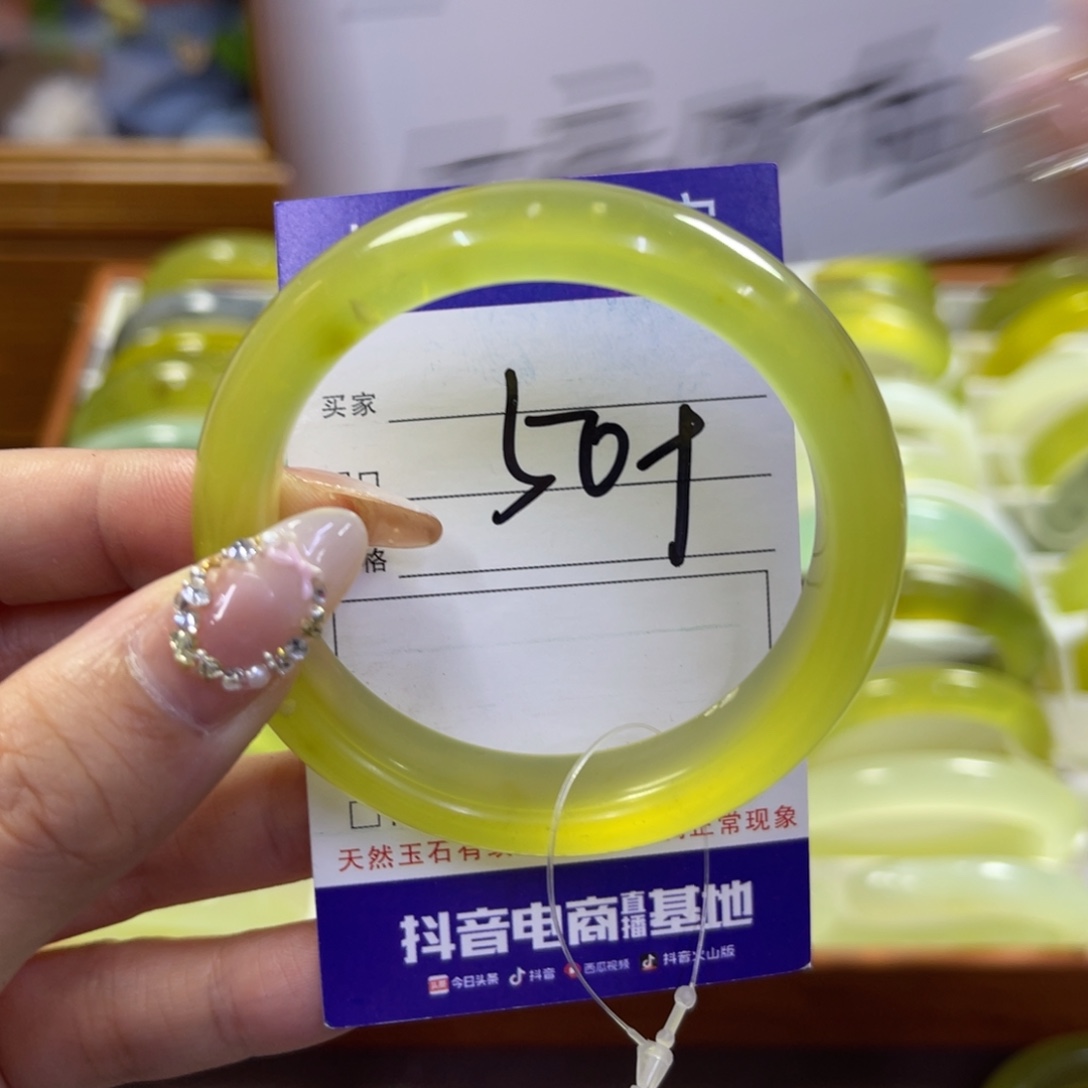 买家
501
格
天然玉石有
正常现象
抖音电商直播基地
今日头条 抖音 西瓜视频 抖音火山版